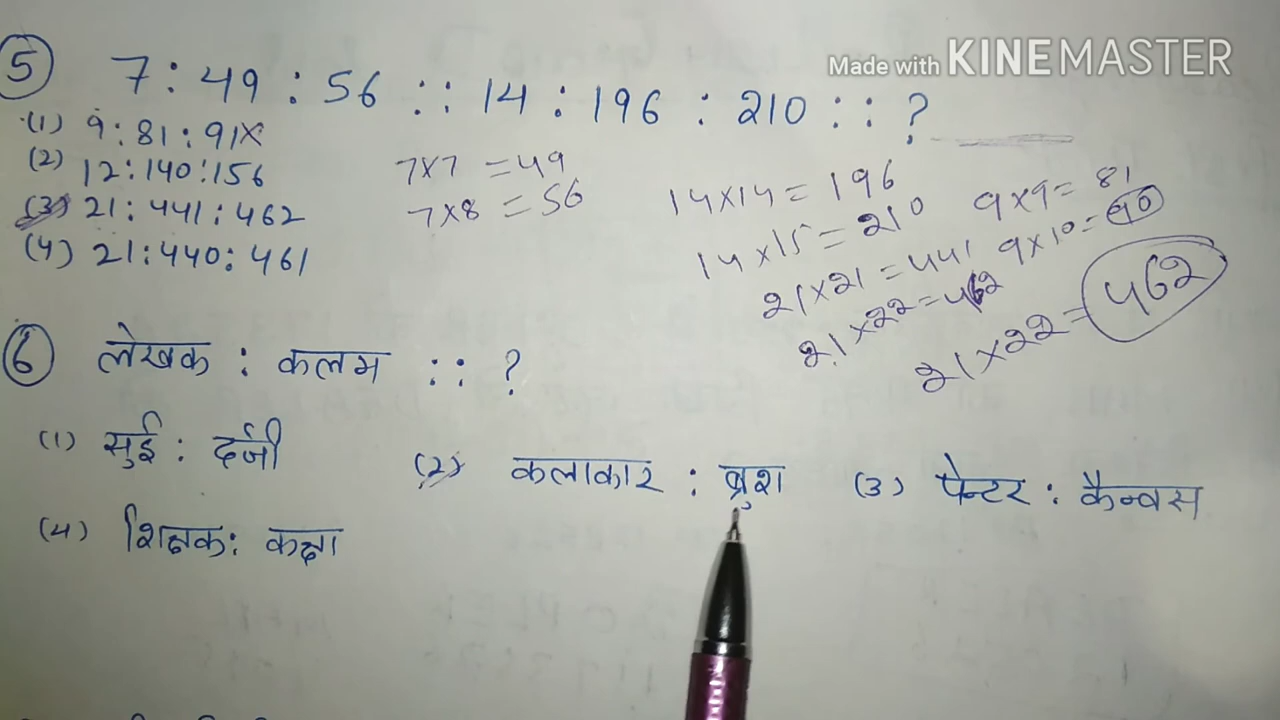 Made with KINEMASTER
5 7 : 49 : 56 :: 14 : 196 : 210 :: ?
(1) 9 : 81 : 91 x
(2) 12 : 140 : 156
(3) 21 : 441 : 462
(4) 21 : 440 : 461
7x7 = 49
7x8 = 56
14x14 = 196
14x15 = 210
21x21 = 441
21x22 = 462
9x9 = 81
9x10 = 90
21x22 = 462
6 लेखक : कलम :: ?
(1) सुई : दर्जी (2) कलाकार : ब्रुश (3) पेन्टर : कैन्वस
(4) शिक्षक : कक्षा